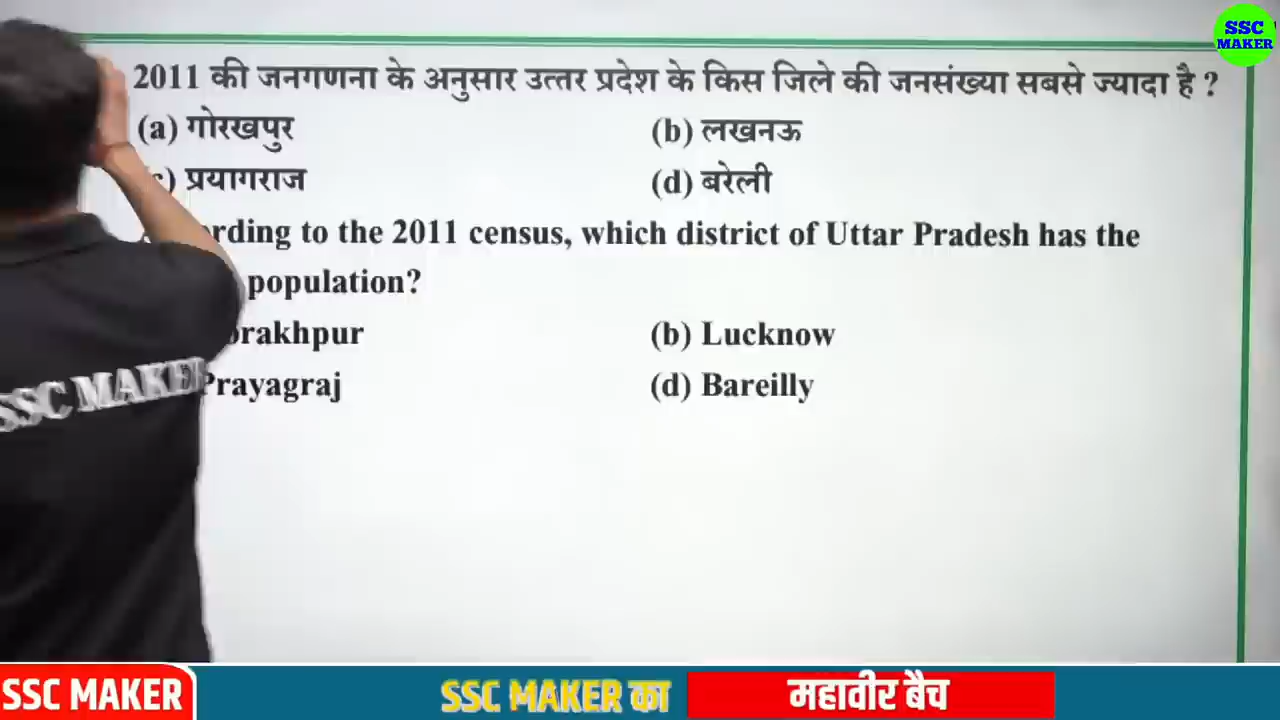 SSC
MAKER
2011 की जनगणना के अनुसार उत्तर प्रदेश के किस जिले की जनसंख्या सबसे ज्यादा है ?
(a) गोरखपुर (b) लखनऊ
) प्रयागराज (d) बरेली
rding to the 2011 census, which district of Uttar Pradesh has the
population?
orakhpur (b) Lucknow
Prayagraj (d) Bareilly
SSC MAKER
SSC MAKER SSC MAKER का महावीर बैच